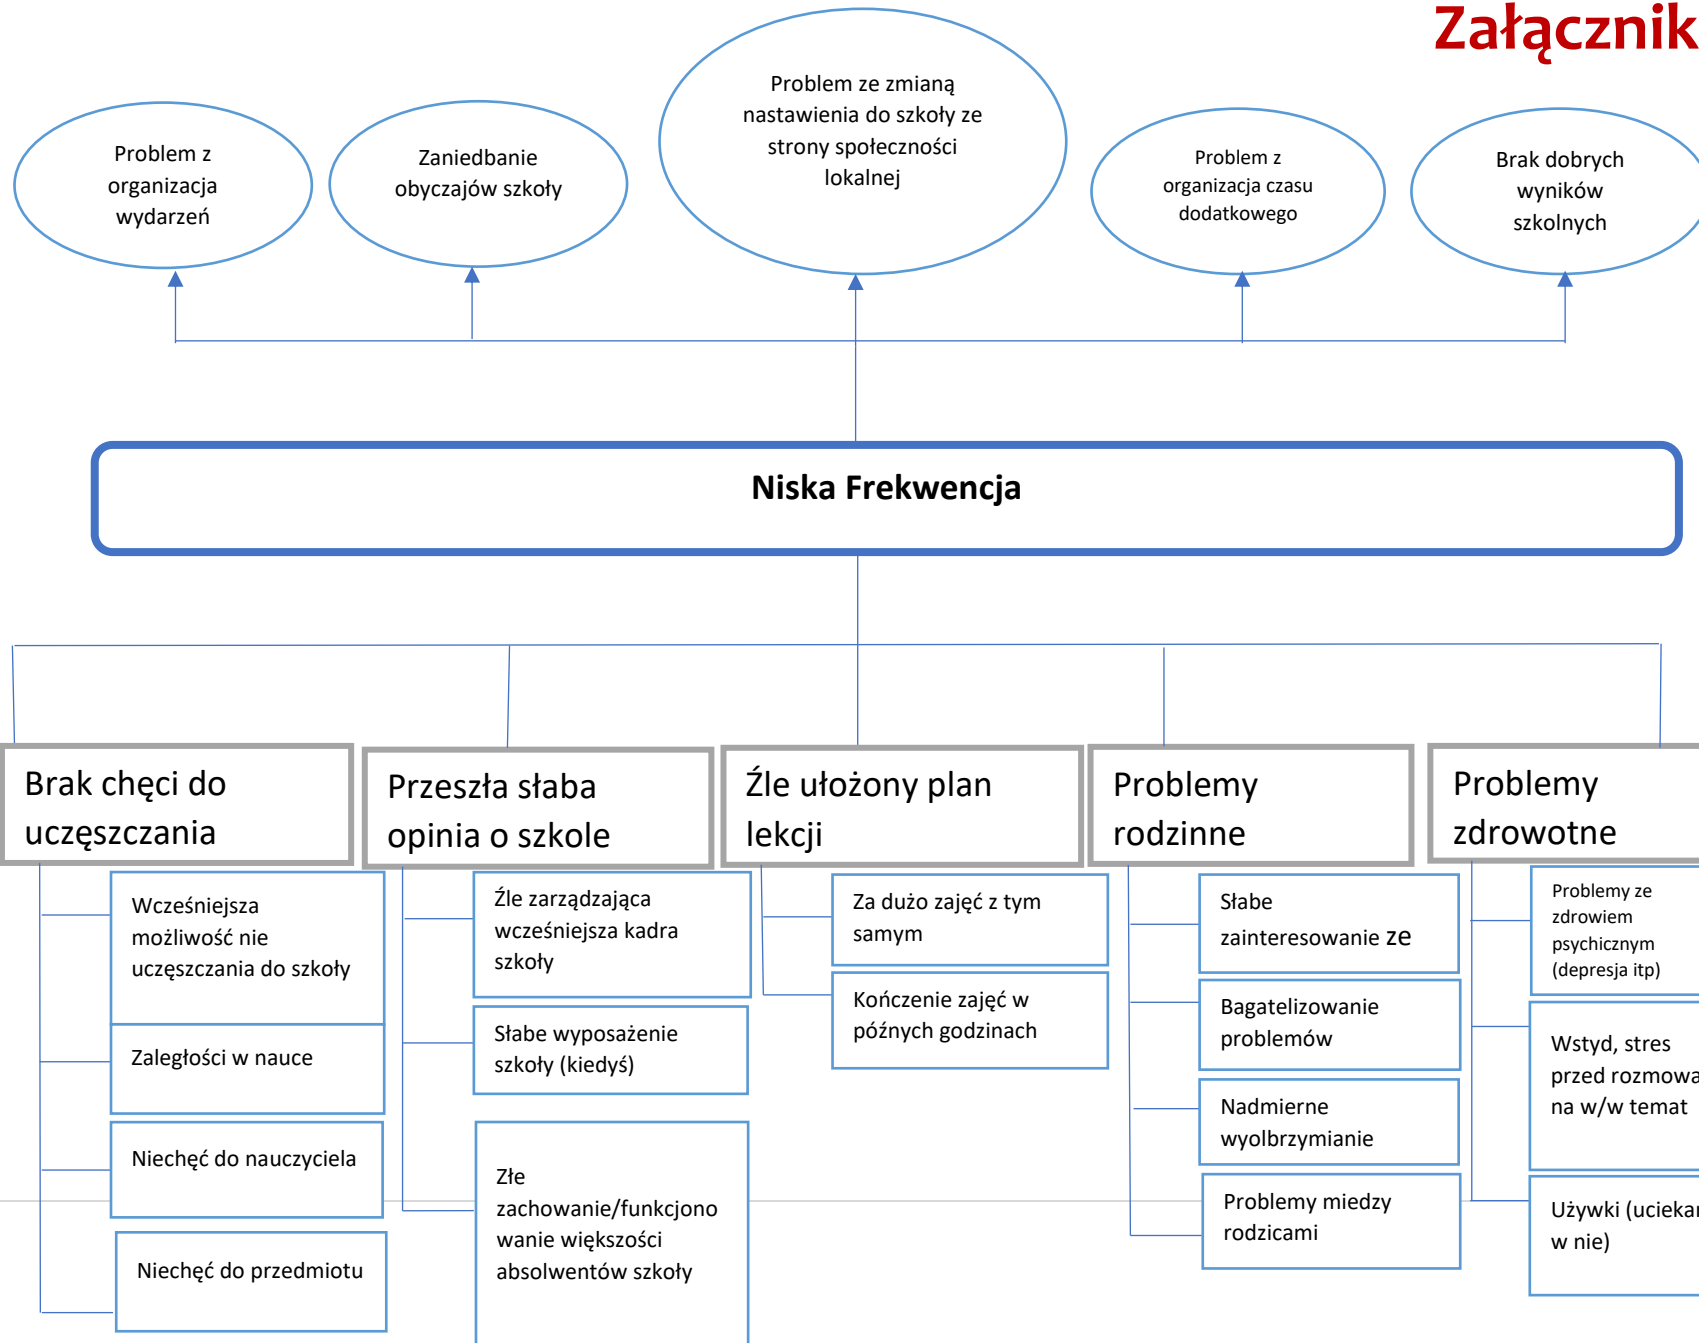 Załącznik
Problem z
organizacja
wydarzeń
Zaniedbanie
obyczajów szkoły
Problem ze zmianą
nastawienia do szkoły ze
strony społeczności
lokalnej
Problem z
organizacja czasu
dodatkowego
Brak dobrych
wyników
szkolnych
Niska Frekwencja
Brak chęci do
uczęszczania
Wcześniejsza
możliwość nie
uczęszczania do szkoły
Zaległości w nauce
Niechęć do nauczyciela
Niechęć do przedmiotu
Przeszła słaba
opinia o szkole
Źle zarządzająca
wcześniejsza kadra
szkoły
Słabe wyposażenie
szkoły (kiedyś)
Złe
zachowanie/funkcjono
wanie większości
absolwentów szkoły
Źle ułożony plan
lekcji
Za dużo zajęć z tym
samym
Kończenie zajęć w
późnych godzinach
Problemy
rodzinne
Słabe
zainteresowanie ze
Bagatelizowanie
problemów
Nadmierne
wyolbrzymianie
Problemy miedzy
rodzicami
Problemy
zdrowotne
Problemy ze
zdrowiem
psychicznym
(depresja itp)
Wstyd, stres
przed rozmowa
na w/w temat
Używki (uciekan
w nie)